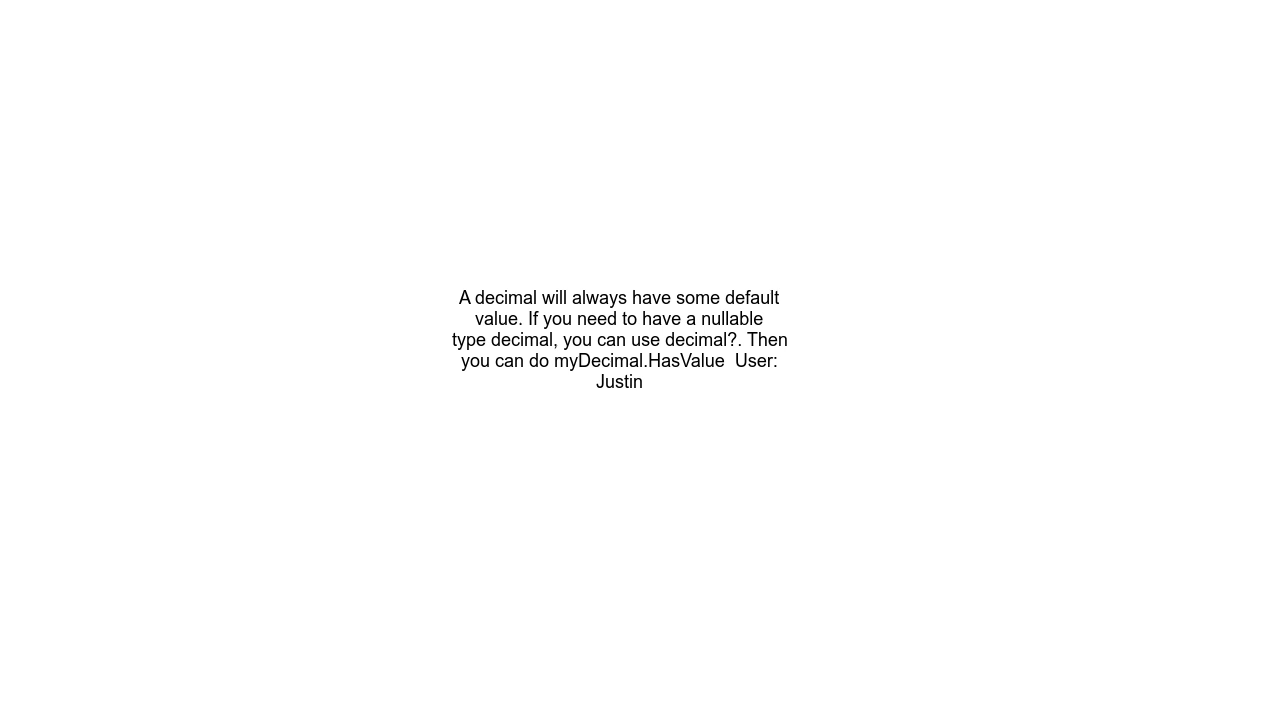 A decimal will always have some default
value. If you need to have a nullable
type decimal, you can use decimal?. Then
you can do myDecimal.HasValue  User:
Justin